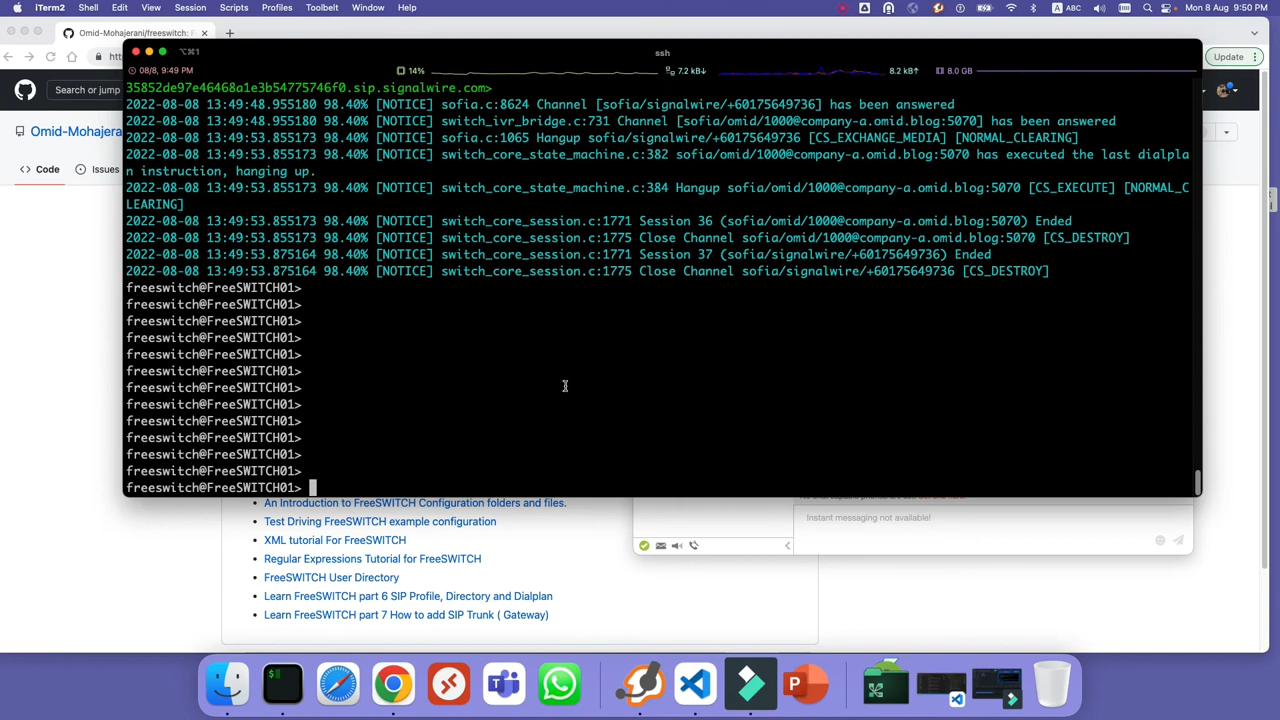 iTerm2 Shell Edit View Session Scripts Profiles Toolbelt Window Help ABC Mon 8 Aug 9:50 PM
Omid-Mohajerani/freeswitch:
ssh
Update
08/8, 9:49 PM 14% 7.2 kB↓ 8.2 kB↑ 8.0 GB
Search or jump
35852de97e46468a1e3b54775746f0.sip.signalwire.com>
2022-08-08 13:49:48.955180 98.40% [NOTICE] sofia.c:8624 Channel [sofia/signalwire/+60175649736] has been answered
2022-08-08 13:49:48.955180 98.40% [NOTICE] switch_ivr_bridge.c:731 Channel [sofia/omid/1000@company-a.omid.blog:5070] has been answered
2022-08-08 13:49:53.855173 98.40% [NOTICE] sofia.c:1065 Hangup sofia/signalwire/+60175649736 [CS_EXCHANGE_MEDIA] [NORMAL_CLEARING]
2022-08-08 13:49:53.855173 98.40% [NOTICE] switch_core_state_machine.c:382 sofia/omid/1000@company-a.omid.blog:5070 has executed the last dialpla
n instruction, hanging up.
2022-08-08 13:49:53.855173 98.40% [NOTICE] switch_core_state_machine.c:384 Hangup sofia/omid/1000@company-a.omid.blog:5070 [CS_EXECUTE] [NORMAL_C
LEARING]
2022-08-08 13:49:53.855173 98.40% [NOTICE] switch_core_session.c:1771 Session 36 (sofia/omid/1000@company-a.omid.blog:5070) Ended
2022-08-08 13:49:53.855173 98.40% [NOTICE] switch_core_session.c:1775 Close Channel sofia/omid/1000@company-a.omid.blog:5070 [CS_DESTROY]
2022-08-08 13:49:53.875164 98.40% [NOTICE] switch_core_session.c:1771 Session 37 (sofia/signalwire/+60175649736) Ended
2022-08-08 13:49:53.875164 98.40% [NOTICE] switch_core_session.c:1775 Close Channel sofia/signalwire/+60175649736 [CS_DESTROY]
freeswitch@FreeSWITCH01>
freeswitch@FreeSWITCH01>
freeswitch@FreeSWITCH01>
freeswitch@FreeSWITCH01>
freeswitch@FreeSWITCH01>
freeswitch@FreeSWITCH01>
freeswitch@FreeSWITCH01>
freeswitch@FreeSWITCH01>
freeswitch@FreeSWITCH01>
freeswitch@FreeSWITCH01>
freeswitch@FreeSWITCH01>
freeswitch@FreeSWITCH01>
freeswitch@FreeSWITCH01>
Omid-Mohajera
Code Issues
An Introduction to FreeSWITCH Configuration folders and files.
Test Driving FreeSWITCH example configuration
XML tutorial For FreeSWITCH
Regular Expressions Tutorial for FreeSWITCH
FreeSWITCH User Directory
Learn FreeSWITCH part 6 SIP Profile, Directory and Dialplan
Learn FreeSWITCH part 7 How to add SIP Trunk ( Gateway)
Instant messaging not available!